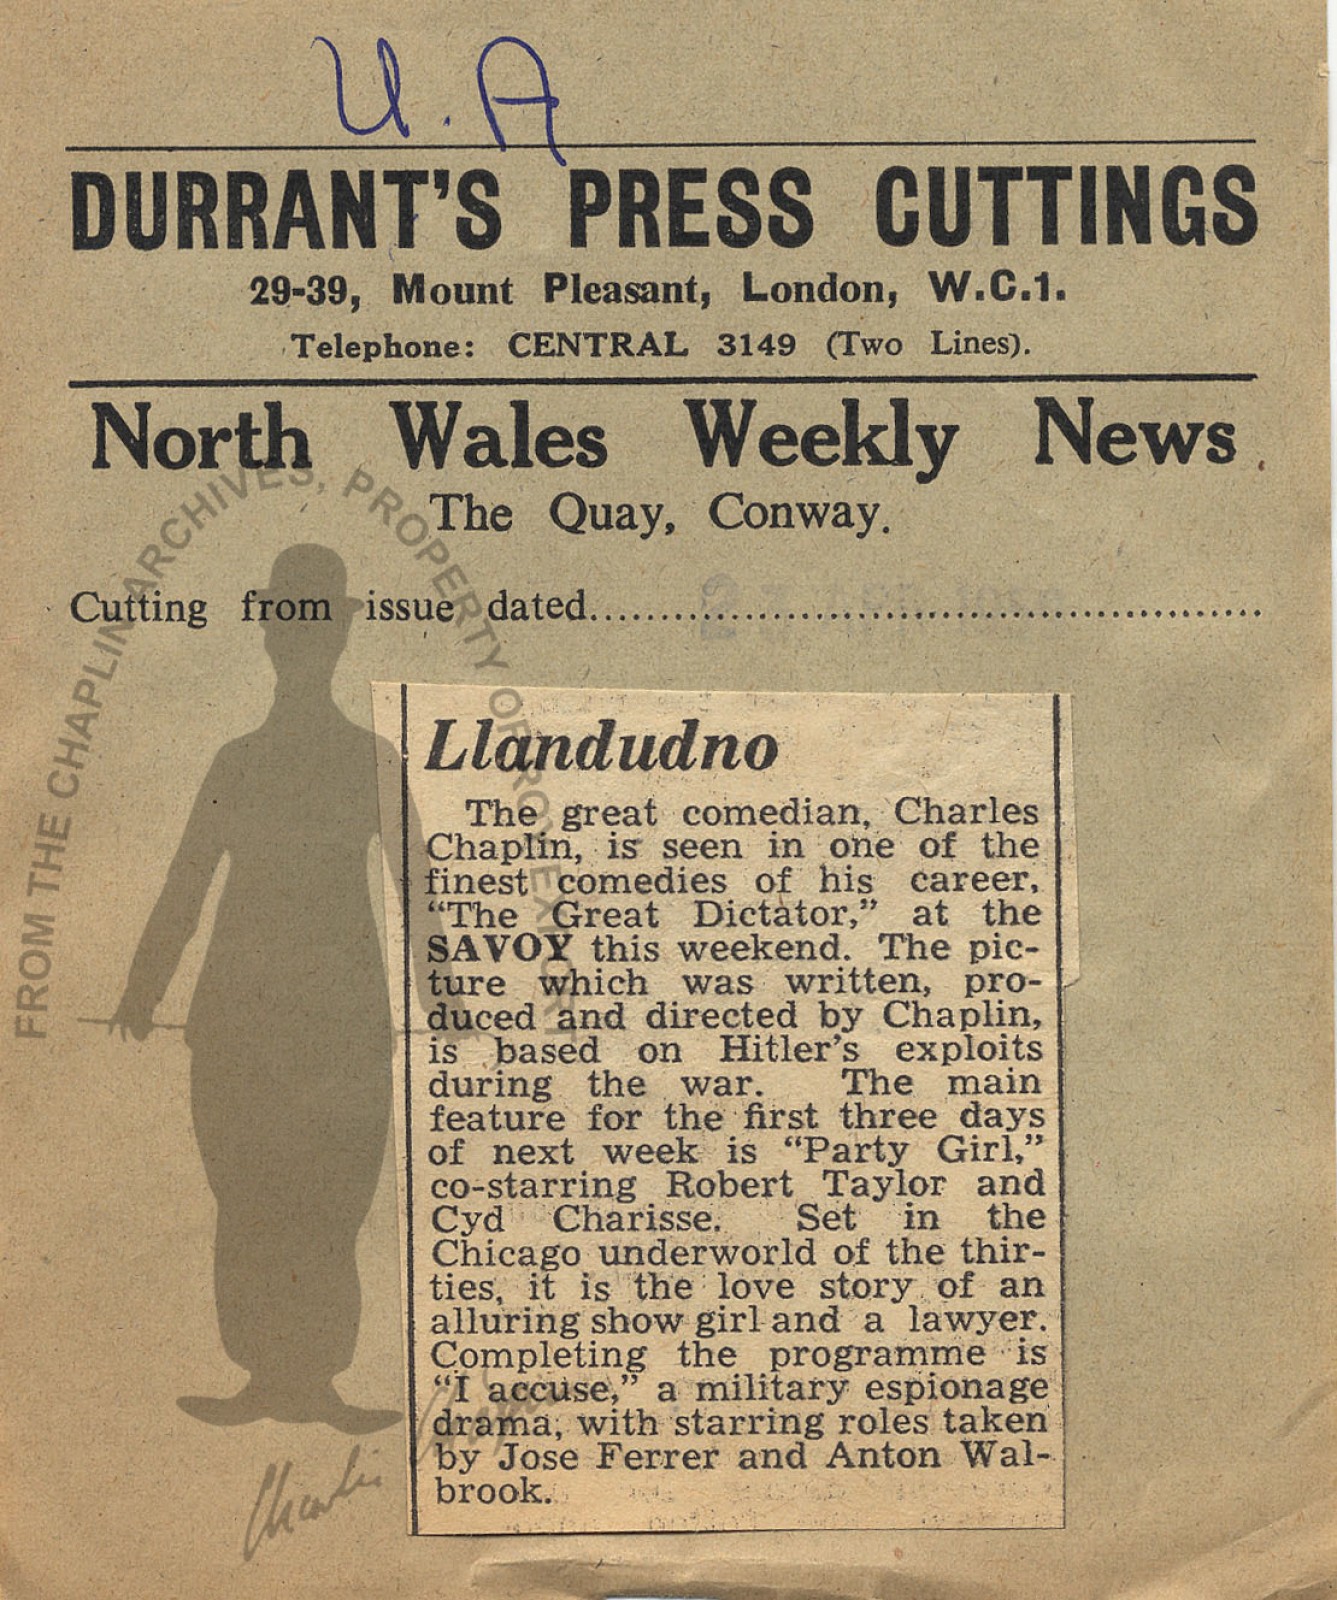 U.A
DURRANT'S PRESS CUTTINGS
29-39, Mount Pleasant, London, W.C.1.
Telephone: CENTRAL 3149 (Two Lines).
North Wales Weekly News.
The Quay, Conway.
Cutting from issue dated........................................................
FROM THE CHAPLIN ARCHIVES, PROPERTY OF ROY EXPORT
Llandudno
The great comedian, Charles
Chaplin, is seen in one of the
finest comedies of his career,
“The Great Dictator,” at the
SAVOY this weekend. The pic-
ture which was written, pro-
duced and directed by Chaplin,
is based on Hitler's exploits
during the war. The main
feature for the first three days
of next week is “Party Girl,”
co-starring Robert Taylor and
Cyd Charisse. Set in the
Chicago underworld of the thir-
ties, it is the love story of an
alluring show girl and a lawyer.
Completing the programme is
“I accuse,” a military espionage
drama, with starring roles taken
by Jose Ferrer and Anton Wal-
brook.
Charlie Chaplin